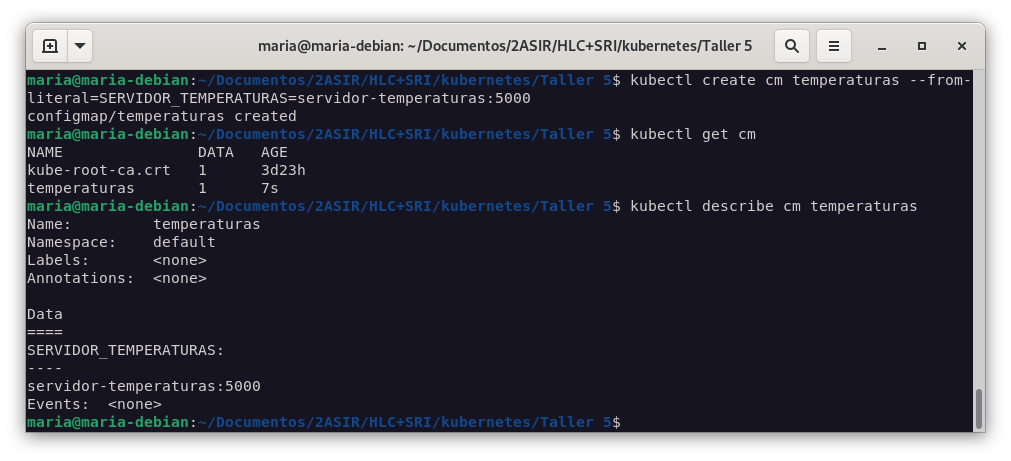 maria@maria-debian: ~/Documentos/2ASIR/HLC+SRI/kubernetes/Taller 5
maria@maria-debian:~/Documentos/2ASIR/HLC+SRI/kubernetes/Taller 5$ kubectl create cm temperaturas --from-
literal=SERVIDOR_TEMPERATURAS=servidor-temperaturas:5000
configmap/temperaturas created
maria@maria-debian:~/Documentos/2ASIR/HLC+SRI/kubernetes/Taller 5$ kubectl get cm
NAME               DATA   AGE
kube-root-ca.crt   1      3d23h
temperaturas       1      7s
maria@maria-debian:~/Documentos/2ASIR/HLC+SRI/kubernetes/Taller 5$ kubectl describe cm temperaturas
Name:         temperaturas
Namespace:    default
Labels:       <none>
Annotations:  <none>
Data
====
SERVIDOR_TEMPERATURAS:
----
servidor-temperaturas:5000
Events:  <none>
maria@maria-debian:~/Documentos/2ASIR/HLC+SRI/kubernetes/Taller 5$